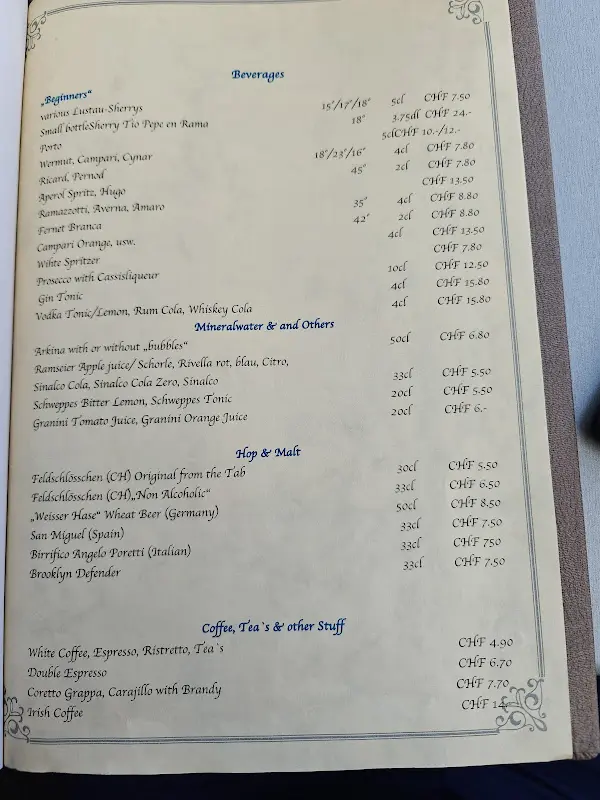 Beverages
„Beginners“
various Lustau-Sherrys 15°/17°/18° 5cl CHF 7.50
Small bottleSherry Tio Pepe en Rama 18° 3.75dl CHF 24.-
Porto 5clCHF 10.-/12.-
Wermut, Campari, Cynar 18°/23°/16° 4cl CHF 7.80
Ricard, Pernod 45° 2cl CHF 7.80
Aperol Spritz, Hugo CHF 13.50
Ramazzotti, Averna, Amaro 35° 4cl CHF 8.80
Fernet Branca 42° 2cl CHF 8.80
Campari Orange, usw. 4cl CHF 13.50
Wihte Spritzer CHF 7.80
Prosecco with Cassisliqueur 10cl CHF 12.50
Gin Tonic 4cl CHF 15.80
Vodka Tonic/Lemon, Rum Cola, Whiskey Cola 4cl CHF 15.80
Mineralwater & and Others
Arkina with or without „bubbles“ 50cl CHF 6.80
Ramseier Apple juice/ Schorle, Rivella rot, blau, Citro,
Sinalco Cola, Sinalco Cola Zero, Sinalco 33cl CHF 5.50
Schweppes Bitter Lemon, Schweppes Tonic 20cl CHF 5.50
Granini Tomato Juice, Granini Orange Juice 20cl CHF 6.-
Hop & Malt
Feldschlösschen (CH) Original from the Tab 30cl CHF 5.50
Feldschlösschen (CH)„Non Alcoholic“ 33cl CHF 6.50
„Weisser Hase“ Wheat Beer (Germany) 50cl CHF 8.50
San Miguel (Spain) 33cl CHF 7.50
Birrifico Angelo Poretti (Italian) 33cl CHF 750
Brooklyn Defender 33cl CHF 7.50
Coffee, Tea`s & other Stuff
White Coffee, Espresso, Ristretto, Tea`s CHF 4.90
Double Espresso CHF 6.70
Coretto Grappa, Carajillo with Brandy CHF 7.70
Irish Coffee CHF 14.-